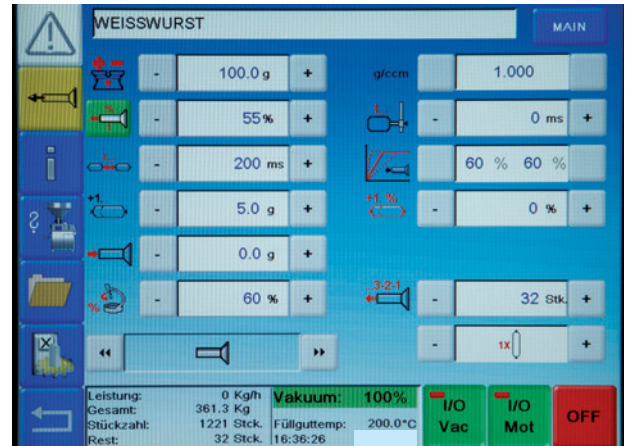 WEISSWURST MAIN
- 100.0 g + g/ccm 1.000
% t - 55 % + t - 0 ms +
t - 200 ms + 60 % 60 %
+1. - 5.0 g + +1. % - 0 % +
- 0.0 g +
% - 60 % + ...3-2-1 - 32 Stk. +
- 1X +
Leistung: 0 Kg/h Vakuum: 100%
Gesamt: 361.3 Kg
Stückzahl: 1221 Stck. Füllguttemp: 200.0°C
Rest: 32 Stck. 16:36:26
I/O Vac
I/O Mot
OFF